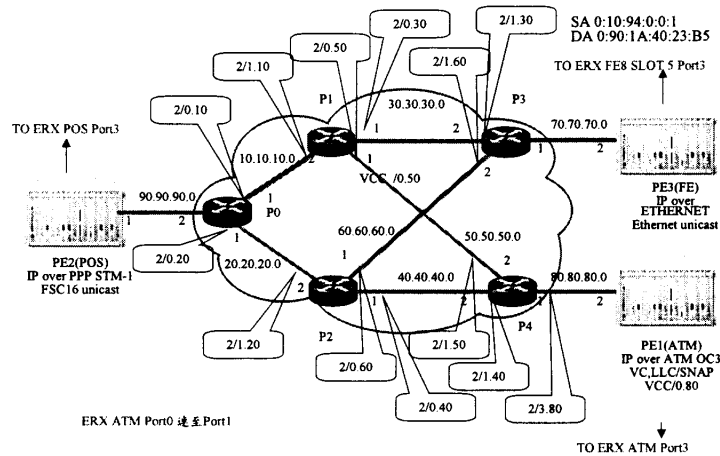 SA 0:10:94:0:0:1
DA 0:90:1A:40:23:B5
2/0.30
2/1.30
2/0.50
2/1.60
2/1.10
TO ERX FE8 SLOT 5 Port3
P1
30.30.30.0
P3
2/0.10
TO ERX POS Port3
1
2
70.70.70.0
10.10.10.0
2
1
1
2
VCC /0.50
2
PE3(FE)
IP over
ETHERNET
Ethernet unicast
90.90.90.0
1
P0
1
2
2/0.20
1
60.60.60.0
50.50.50.0
PE2(POS)
IP over PPP STM-1
FSC16 unicast
20.20.20.0
1
2
40.40.40.0
80.80.80.0
2
1
2
1
2
2/1.20
P2
2/1.50
P4
PE1(ATM)
IP over ATM OC3
VC,LLC/SNAP
VCC/0.80
2/0.60
2/1.40
2/0.40
2/3.80
ERX ATM Port0 連至Port1
TO ERX ATM Port3